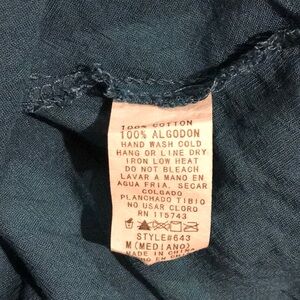 100% COTTON
100% ALGODON
HAND WASH COLD
HANG OR LINE DRY
IRON LOW HEAT
DO NOT BLEACH
LAVAR A MANO EN
AGUA FRIA, SECAR
COLGADO
PLANCHADO TIBIO
NO USAR CLORO
RN 115743
STYLE#643
M (MEDIANO)
MADE IN CHINA
EN